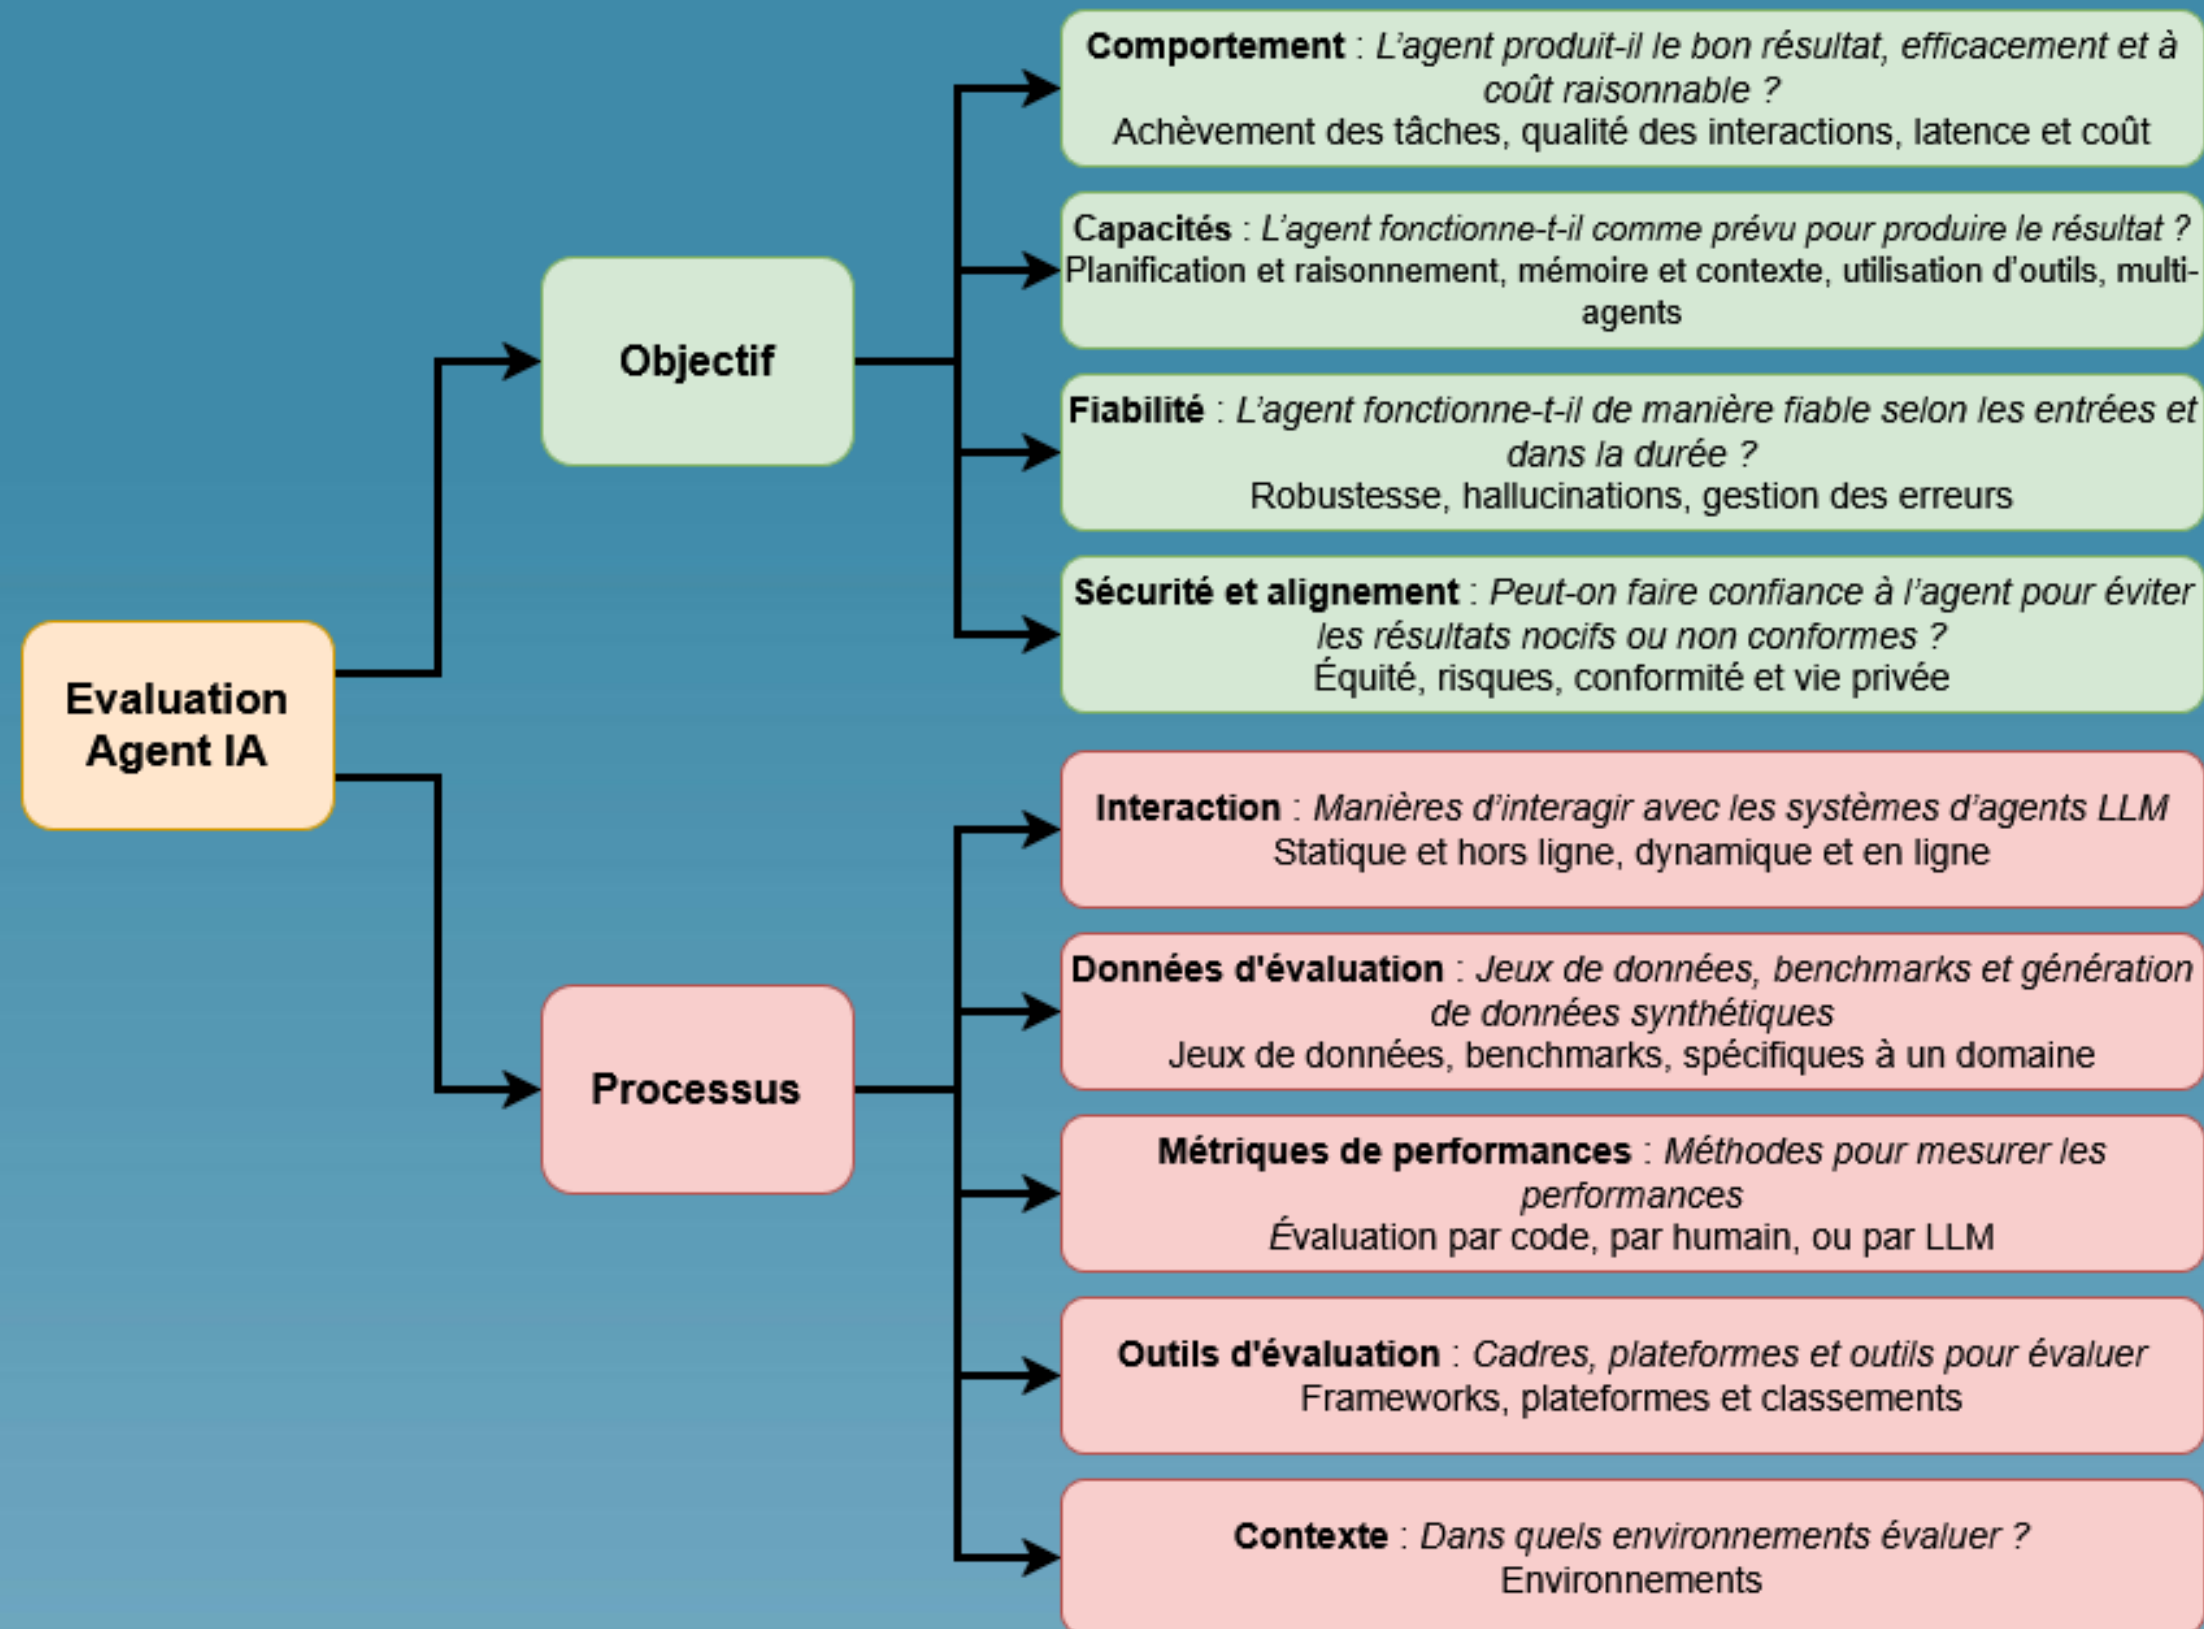 Evaluation
Agent IA
Objectif
Comportement : L'agent produit-il le bon résultat, efficacement et à
coût raisonnable ?
Achèvement des tâches, qualité des interactions, latence et coût
Capacités : L'agent fonctionne-t-il comme prévu pour produire le résultat ?
Planification et raisonnement, mémoire et contexte, utilisation d'outils, multi-
agents
Fiabilité : L'agent fonctionne-t-il de manière fiable selon les entrées et
dans la durée ?
Robustesse, hallucinations, gestion des erreurs
Sécurité et alignement : Peut-on faire confiance à l'agent pour éviter
les résultats nocifs ou non conformes ?
Équité, risques, conformité et vie privée
Processus
Interaction : Manières d'interagir avec les systèmes d'agents LLM
Statique et hors ligne, dynamique et en ligne
Données d'évaluation : Jeux de données, benchmarks et génération
de données synthétiques
Jeux de données, benchmarks, spécifiques à un domaine
Métriques de performances : Méthodes pour mesurer les
performances
Évaluation par code, par humain, ou par LLM
Outils d'évaluation : Cadres, plateformes et outils pour évaluer
Frameworks, plateformes et classements
Contexte : Dans quels environnements évaluer ?
Environnements